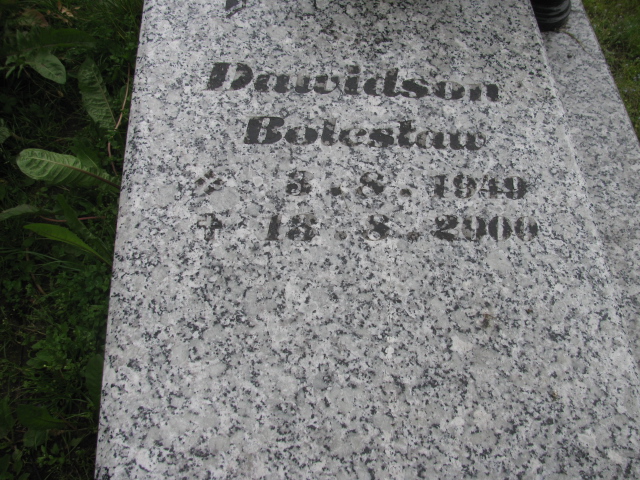 Dawidson
Bolesław
* 3.8.1949
† 18.8.2000